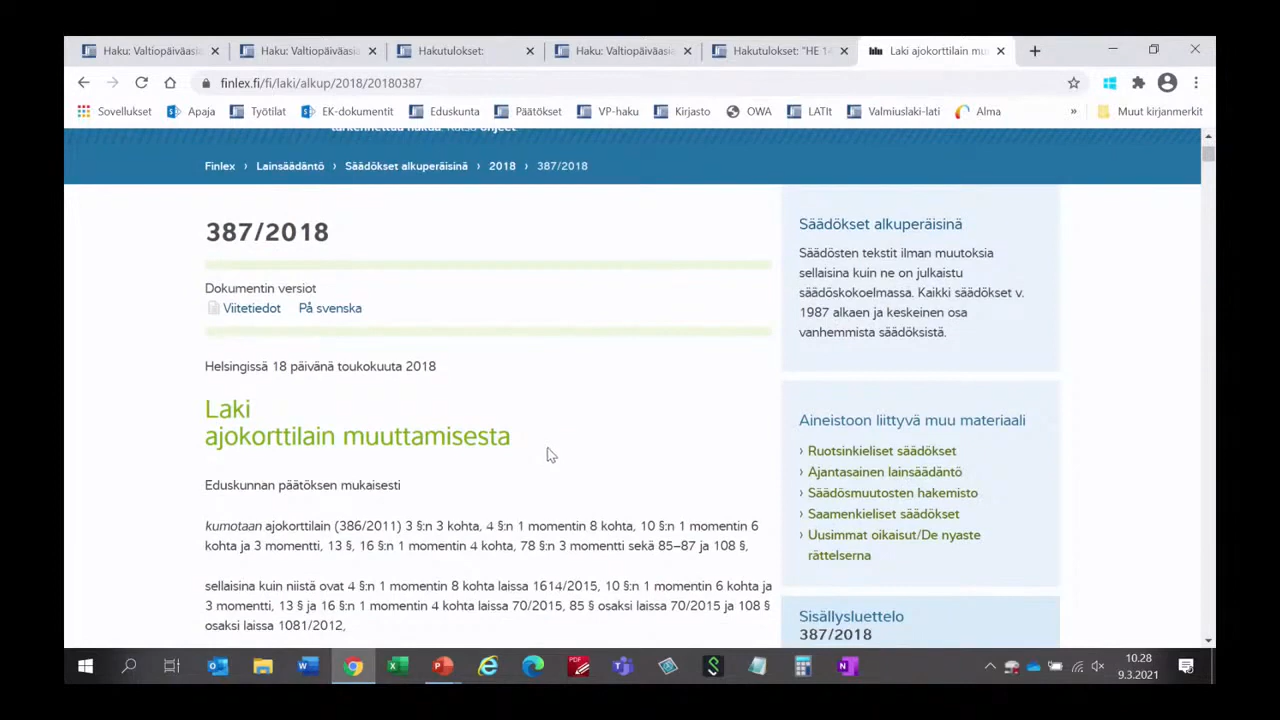 Haku: Valtiopäiväasia
Haku: Valtiopäiväasia
Hakutulokset:
Haku: Valtiopäiväasia
Hakutulokset: "HE 14
Laki ajokorttilain mu
finlex.fi/fi/laki/alkup/2018/20180387
Sovellukset
Apaja
Työtilat
EK-dokumentit
Eduskunta
Päätökset
VP-haku
Kirjasto
OWA
LATIt
Valmiuslaki-lati
Alma
»
Muut kirjanmerkit
tarkennettua hakua. Katso ohjeet.
Finlex › Lainsäädäntö › Säädökset alkuperäisinä › 2018 › 387/2018
387/2018
Dokumentin versiot
Viitetiedot På svenska
Helsingissä 18 päivänä toukokuuta 2018
Laki
ajokorttilain muuttamisesta
Eduskunnan päätöksen mukaisesti
kumotaan ajokorttilain (386/2011) 3 §:n 3 kohta, 4 §:n 1 momentin 8 kohta, 10 §:n 1 momentin 6
kohta ja 3 momentti, 13 §, 16 §:n 1 momentin 4 kohta, 78 §:n 3 momentti sekä 85–87 ja 108 §,
sellaisina kuin niistä ovat 4 §:n 1 momentin 8 kohta laissa 1614/2015, 10 §:n 1 momentin 6 kohta ja
3 momentti, 13 § ja 16 §:n 1 momentin 4 kohta laissa 70/2015, 85 § osaksi laissa 70/2015 ja 108 §
osaksi laissa 1081/2012,
Säädökset alkuperäisinä
Säädösten tekstit ilman muutoksia
sellaisina kuin ne on julkaistu
säädöskokoelmassa. Kaikki säädökset v.
1987 alkaen ja keskeinen osa
vanhemmista säädöksistä.
Aineistoon liittyvä muu materiaali
› Ruotsinkieliset säädökset
› Ajantasainen lainsäädäntö
› Säädösmuutosten hakemisto
› Saamenkieliset säädökset
› Uusimmat oikaisut/De nyaste
rättelserna
Sisällysluettelo
387/2018
10.28
9.3.2021